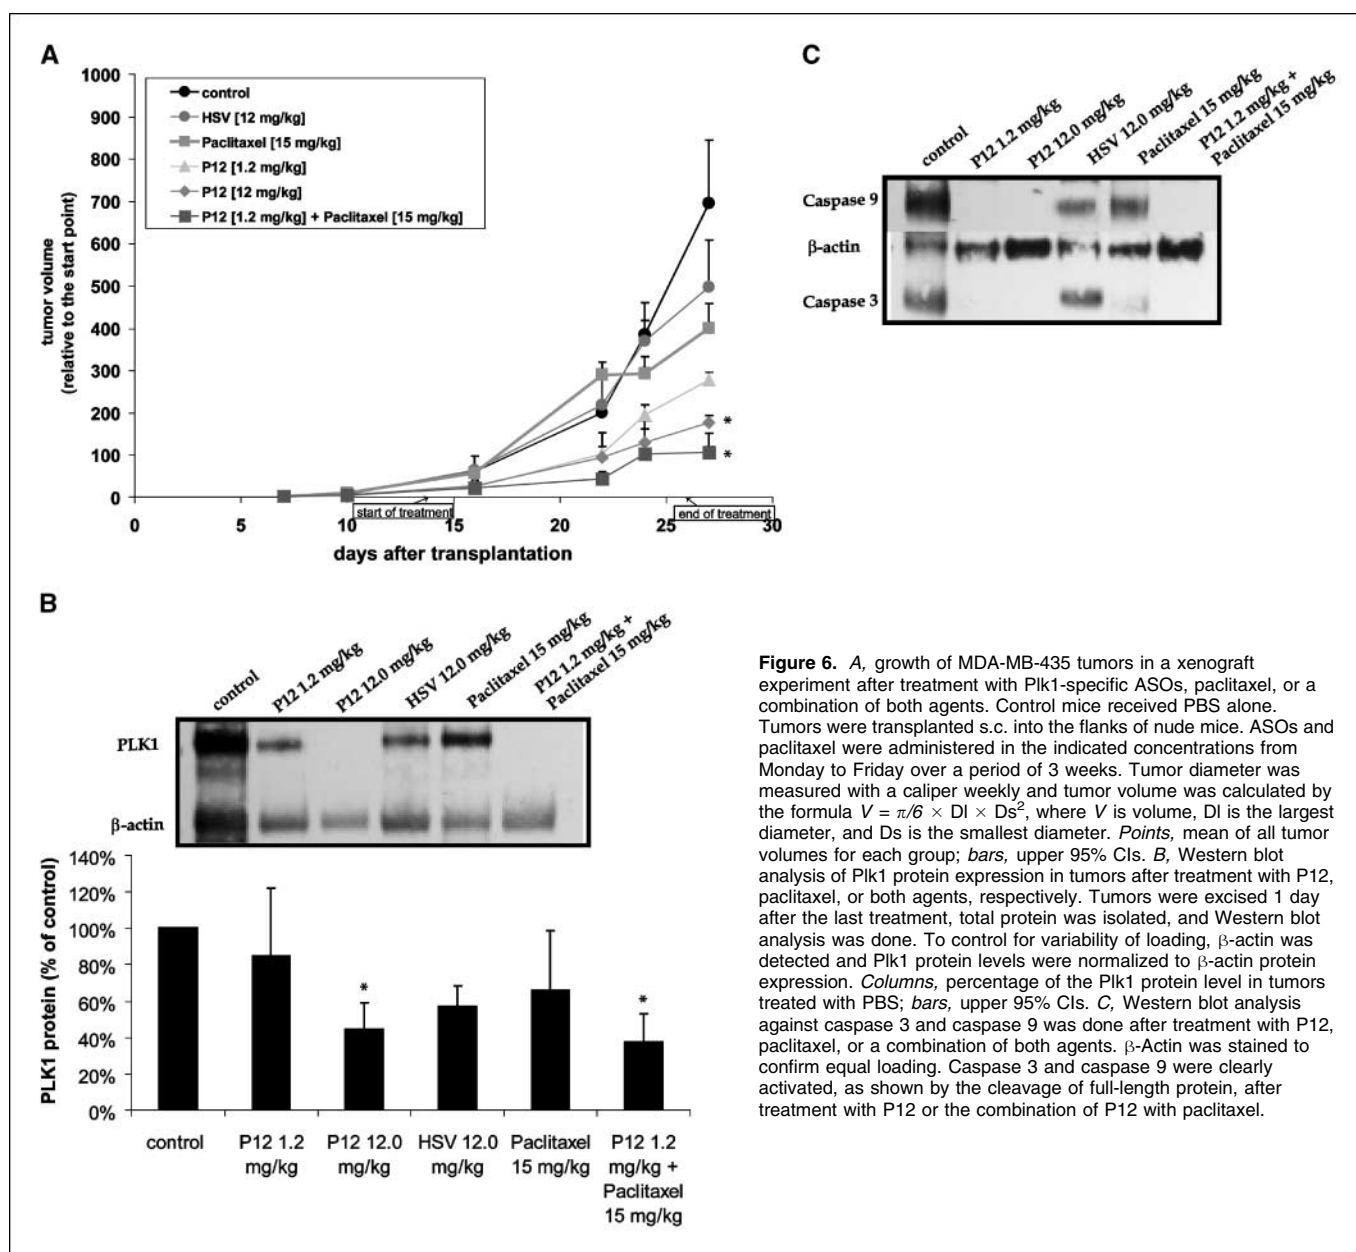 A
1000
900
800
700
600
500
400
300
200
100
0
tumor volume
(relative to the start point)
control
HSV [12 mg/kg]
Paclitaxel [15 mg/kg]
P12 [1.2 mg/kg]
P12 [12 mg/kg]
P12 [1.2 mg/kg] + Paclitaxel [15 mg/kg]
*
*
start of treatment
end of treatment
0 5 10 15 20 25 30
days after transplantation
C
control
P12 1.2 mg/kg
P12 12.0 mg/kg
HSV 12.0 mg/kg
Paclitaxel 15 mg/kg
P12 1.2 mg/kg +
Paclitaxel 15 mg/kg
Caspase 9
β-actin
Caspase 3
B
control
P12 1.2 mg/kg
P12 12.0 mg/kg
HSV 12.0 mg/kg
Paclitaxel 15 mg/kg
P12 1.2 mg/kg +
Paclitaxel 15 mg/kg
PLK1
β-actin
PLK1 protein (% of control)
140%
120%
100%
80%
60%
40%
20%
0%
*
*
control
P12 1.2
mg/kg
P12 12.0
mg/kg
HSV 12.0
mg/kg
Paclitaxel
15 mg/kg
P12 1.2
mg/kg +
Paclitaxel
15 mg/kg
Figure 6. A, growth of MDA-MB-435 tumors in a xenograft
experiment after treatment with Plk1-specific ASOs, paclitaxel, or a
combination of both agents. Control mice received PBS alone.
Tumors were transplanted s.c. into the flanks of nude mice. ASOs and
paclitaxel were administered in the indicated concentrations from
Monday to Friday over a period of 3 weeks. Tumor diameter was
measured with a caliper weekly and tumor volume was calculated by
the formula V = π/6 × Dl × Ds², where V is volume, Dl is the largest
diameter, and Ds is the smallest diameter. Points, mean of all tumor
volumes for each group; bars, upper 95% CIs. B, Western blot
analysis of Plk1 protein expression in tumors after treatment with P12,
paclitaxel, or both agents, respectively. Tumors were excised 1 day
after the last treatment, total protein was isolated, and Western blot
analysis was done. To control for variability of loading, β-actin was
detected and Plk1 protein levels were normalized to β-actin protein
expression. Columns, percentage of the Plk1 protein level in tumors
treated with PBS; bars, upper 95% CIs. C, Western blot analysis
against caspase 3 and caspase 9 was done after treatment with P12,
paclitaxel, or a combination of both agents. β-Actin was stained to
confirm equal loading. Caspase 3 and caspase 9 were clearly
activated, as shown by the cleavage of full-length protein, after
treatment with P12 or the combination of P12 with paclitaxel.